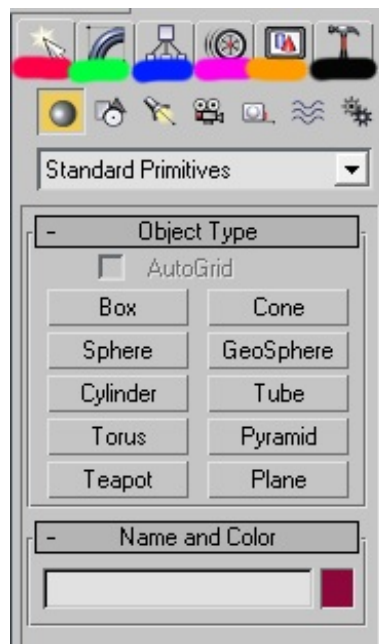 Standard Primitives
- Object Type
AutoGrid
Box Cone
Sphere GeoSphere
Cylinder Tube
Torus Pyramid
Teapot Plane
- Name and Color